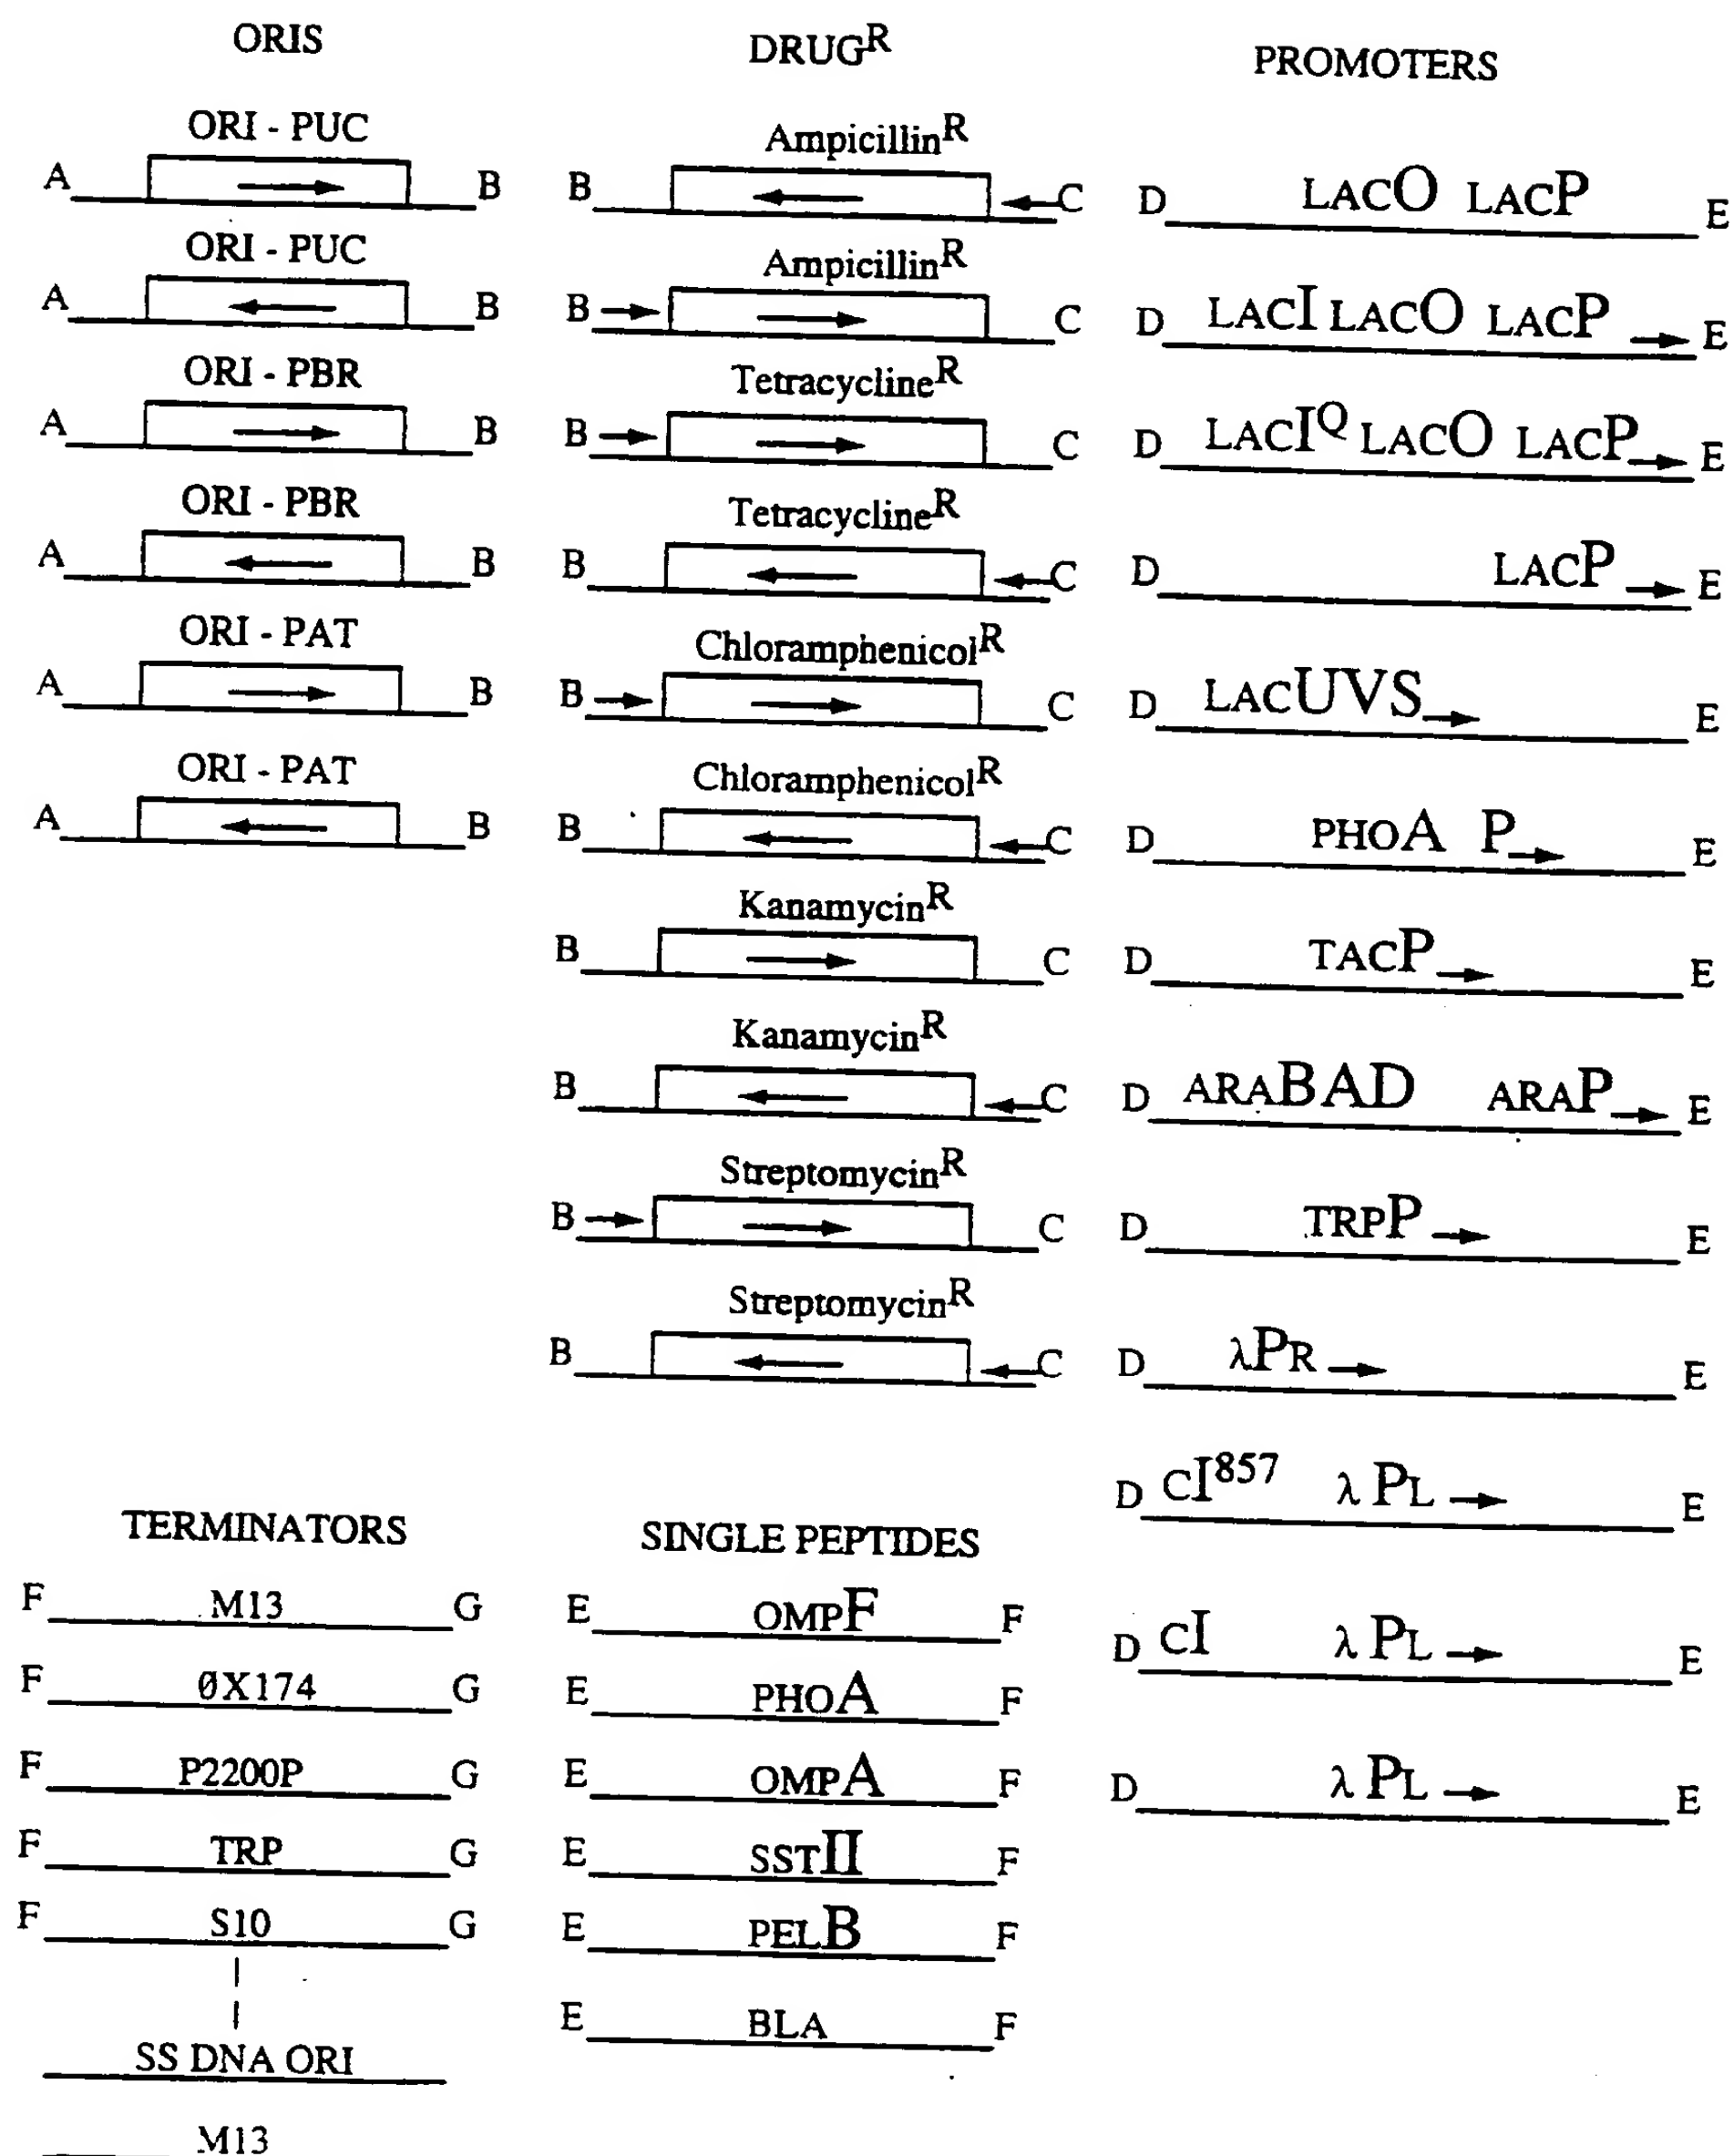 ORIS
ORI - PUC
A B
ORI - PUC
A B
ORI - PBR
A B
ORI - PBR
A B
ORI - PAT
A B
ORI - PAT
A B
DRUGR
AmpicillinR
B C
AmpicillinR
B C
TetracyclineR
B C
TetracyclineR
B C
ChloramphenicolR
B C
ChloramphenicolR
B C
KanamycinR
B C
KanamycinR
B C
StreptomycinR
B C
StreptomycinR
B C
PROMOTERS
D LACO LACP E
D LACI LACO LACP E
D LACIQ LACO LACP E
D LACP E
D LACUVS E
D PHOA P E
D TACP E
D ARABAD ARAP E
D TRPP E
D λPR E
D CI857 λ PL E
D CI λ PL E
D λ PL E
TERMINATORS
F M13 G
F ØX174 G
F P2200P G
F TRP G
F S10 G
SS DNA ORI
M13
SINGLE PEPTIDES
E OMPF F
E PHOA F
E OMPA F
E SSTII F
E PELB F
E BLA F